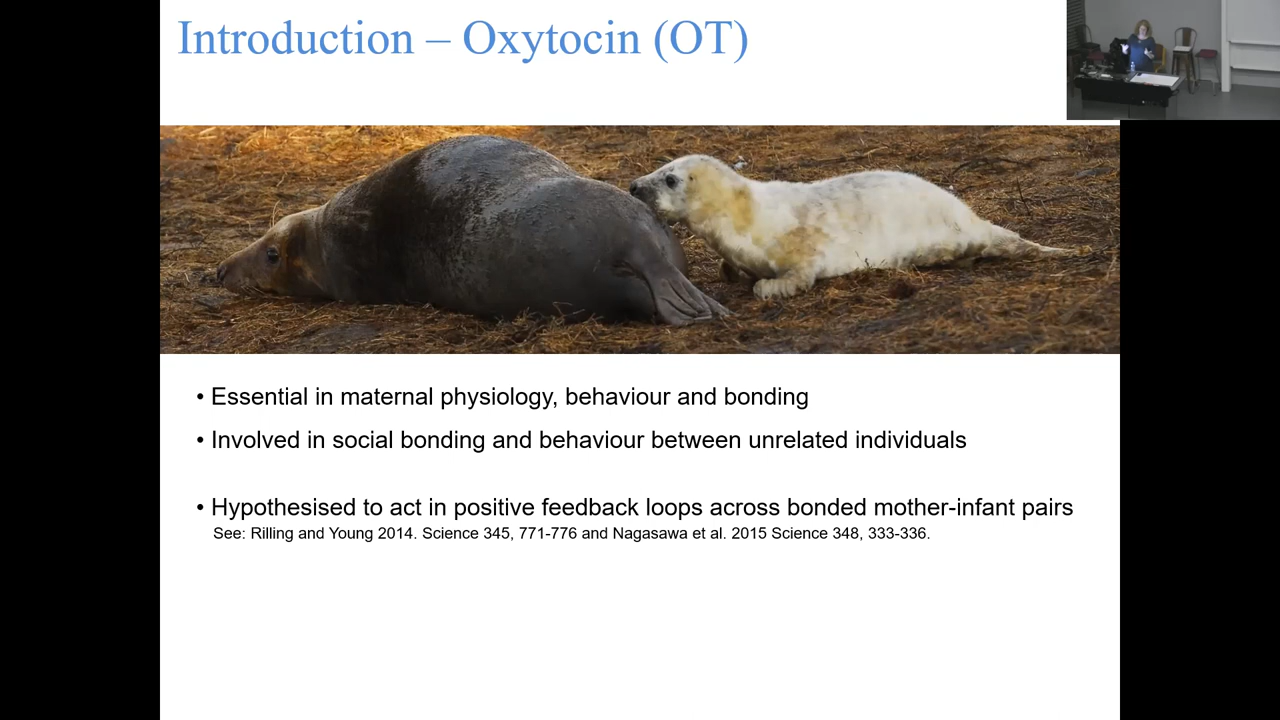 Introduction – Oxytocin (OT)
• Essential in maternal physiology, behaviour and bonding
• Involved in social bonding and behaviour between unrelated individuals
• Hypothesised to act in positive feedback loops across bonded mother-infant pairs
See: Rilling and Young 2014. Science 345, 771-776 and Nagasawa et al. 2015 Science 348, 333-336.